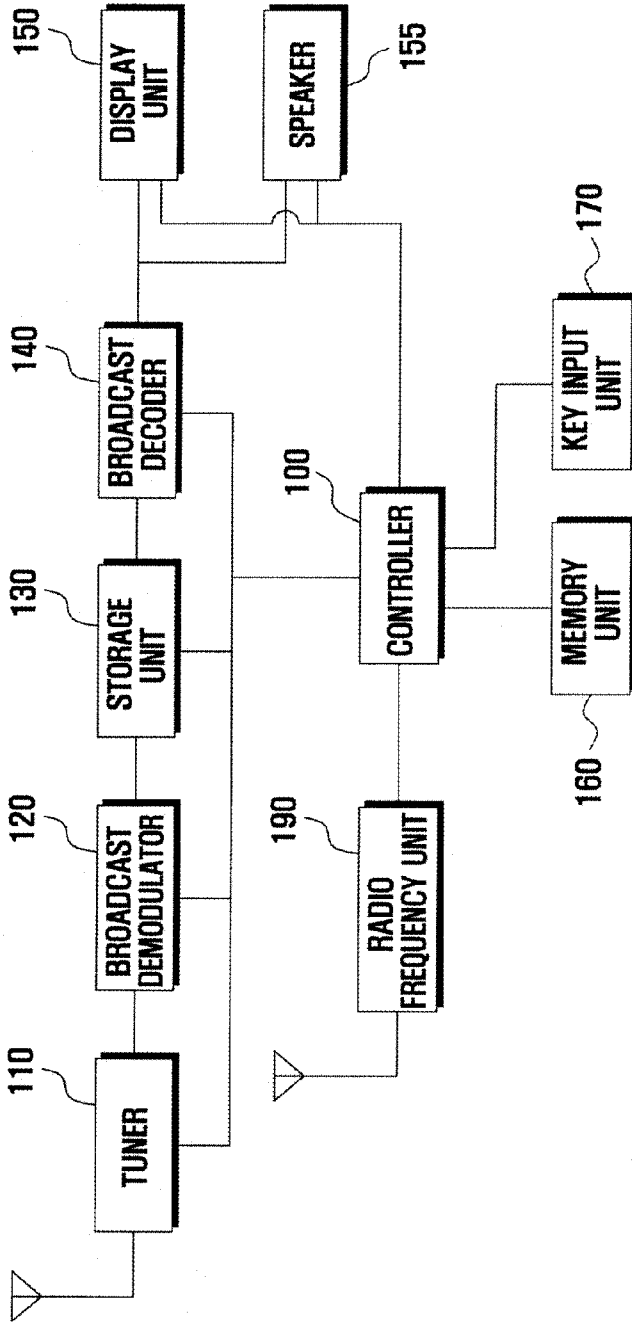 110
TUNER
120
BROADCAST
DEMODULATOR
130
STORAGE
UNIT
140
BROADCAST
DECODER
150
DISPLAY
UNIT
SPEAKER
155
190
RADIO
FREQUENCY UNIT
100
CONTROLLER
160
MEMORY
UNIT
KEY INPUT
UNIT
170